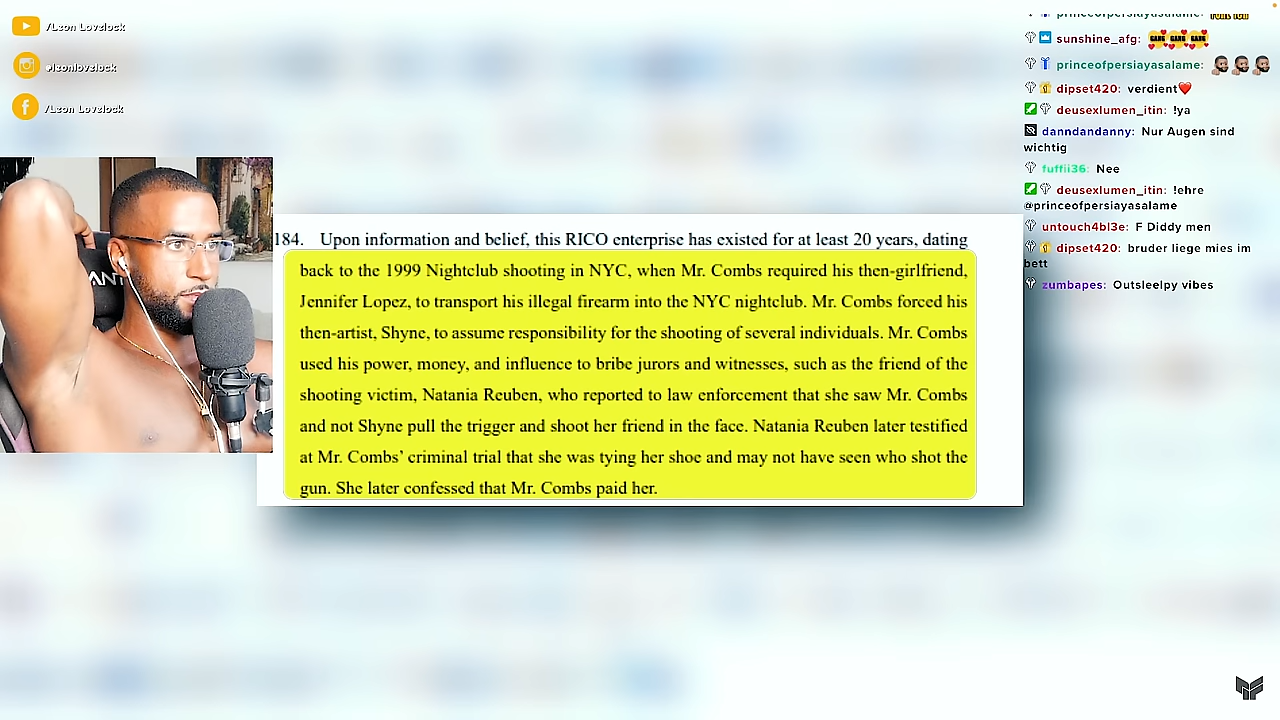 /Leon Lovelock
@leonlovelock
/Leon Lovelock
184. Upon information and belief, this RICO enterprise has existed for at least 20 years, dating
back to the 1999 Nightclub shooting in NYC, when Mr. Combs required his then-girlfriend,
Jennifer Lopez, to transport his illegal firearm into the NYC nightclub. Mr. Combs forced his
then-artist, Shyne, to assume responsibility for the shooting of several individuals. Mr. Combs
used his power, money, and influence to bribe jurors and witnesses, such as the friend of the
shooting victim, Natania Reuben, who reported to law enforcement that she saw Mr. Combs
and not Shyne pull the trigger and shoot her friend in the face. Natania Reuben later testified
at Mr. Combs’ criminal trial that she was tying her shoe and may not have seen who shot the
gun. She later confessed that Mr. Combs paid her.
princeofpersiayasalame:
sunshine_afg:
princeofpersiayasalame:
dipset420: verdient❤️
deusexlumen_itin: !ya
danndandanny: Nur Augen sind
wichtig
fuffii36: Nee
deusexlumen_itin: !ehre
@princeofpersiayasalame
untouch4bl3e: F Diddy men
dipset420: bruder liege mies im
bett
zumbapes: Outsleelpy vibes